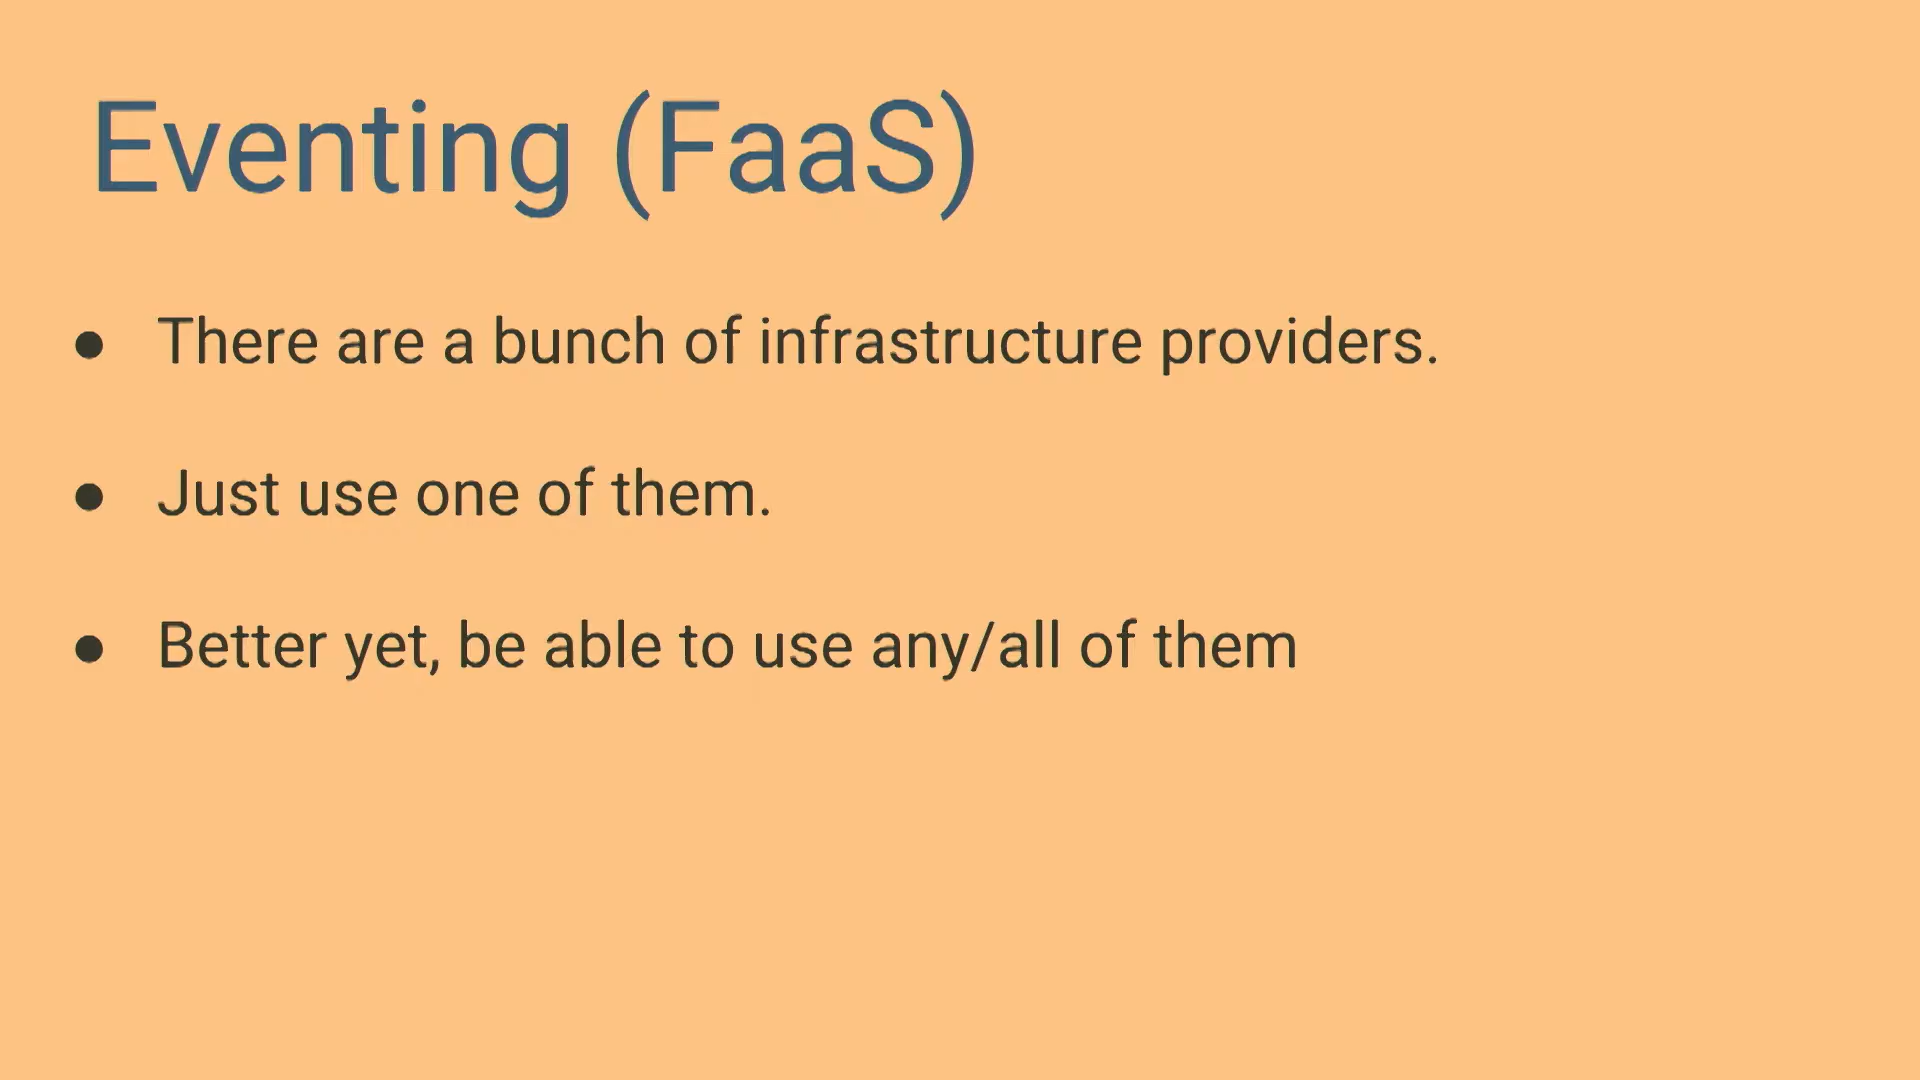 Eventing (FaaS)
● There are a bunch of infrastructure providers.
● Just use one of them.
● Better yet, be able to use any/all of them